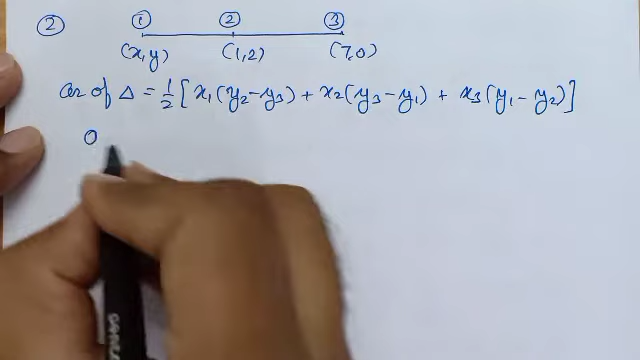 ② ① ② ③
(x,y) (1,2) (7,0)
ar of Δ = 1/2 [ x₁(y₂-y₃) + x₂(y₃-y₁) + x₃(y₁-y₂) ]
0